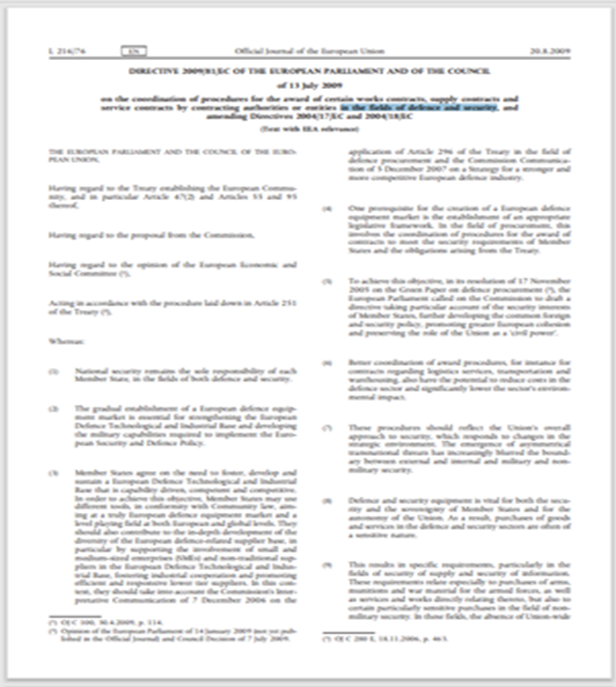 L 216/76
EN
Official Journal of the European Union
20.8.2009
DIRECTIVE 2009/81/EC OF THE EUROPEAN PARLIAMENT AND OF THE COUNCIL
of 13 July 2009
on the coordination of procedures for the award of certain works contracts, supply contracts and
service contracts by contracting authorities or entities in the fields of defence and security, and
amending Directives 2004/17/EC and 2004/18/EC
(Text with EEA relevance)
THE EUROPEAN PARLIAMENT AND THE COUNCIL OF THE EURO-
PEAN UNION,
Having regard to the Treaty establishing the European Commu-
nity, and in particular Article 47(2) and Articles 55 and 95
thereof,
Having regard to the proposal from the Commission,
Having regard to the opinion of the European Economic and
Social Committee (¹),
Acting in accordance with the procedure laid down in Article 251
of the Treaty (²),
Whereas:
(1) National security remains the sole responsibility of each
Member State, in the fields of both defence and security.
(2) The gradual establishment of a European defence equip-
ment market is essential for strengthening the European
Defence Technological and Industrial Base and developing
the military capabilities required to implement the Euro-
pean Security and Defence Policy.
(3) Member States agree on the need to foster, develop and
sustain a European Defence Technological and Industrial
Base that is capability driven, competent and competitive.
In order to achieve this objective, Member States may use
different tools, in conformity with Community law, aim-
ing at a truly European defence equipment market and a
level playing field at both European and global levels. They
should also contribute to the in-depth development of the
diversity of the European defence-related supplier base, in
particular by supporting the involvement of small and
medium-sized enterprises (SMEs) and non-traditional sup-
pliers in the European Defence Technological and Indus-
trial Base, fostering industrial cooperation and promoting
efficient and responsive lower tier suppliers. In this con-
text, they should take into account the Commission's Inter-
pretative Communication of 7 December 2006 on the
(¹) OJ C 100, 30.4.2009, p. 114.
(²) Opinion of the European Parliament of 14 January 2009 (not yet pub-
lished in the Official Journal) and Council Decision of 7 July 2009.
application of Article 296 of the Treaty in the field of
defence procurement and the Commission Communica-
tion of 5 December 2007 on a Strategy for a stronger and
more competitive European defence industry.
(4) One prerequisite for the creation of a European defence
equipment market is the establishment of an appropriate
legislative framework. In the field of procurement, this
involves the coordination of procedures for the award of
contracts to meet the security requirements of Member
States and the obligations arising from the Treaty.
(5) To achieve this objective, in its resolution of 17 November
2005 on the Green Paper on defence procurement (³), the
European Parliament called on the Commission to draft a
directive taking particular account of the security interests
of Member States, further developing the common foreign
and security policy, promoting greater European cohesion
and preserving the role of the Union as a 'civil power'.
(6) Better coordination of award procedures, for instance for
contracts regarding logistics services, transportation and
warehousing, also have the potential to reduce costs in the
defence sector and significantly lower the sector's environ-
mental impact.
(7) These procedures should reflect the Union's overall
approach to security, which responds to changes in the
strategic environment. The emergence of asymmetrical
transnational threats has increasingly blurred the bound-
ary between external and internal and military and non-
military security.
(8) Defence and security equipment is vital for both the secu-
rity and the sovereignty of Member States and for the
autonomy of the Union. As a result, purchases of goods
and services in the defence and security sectors are often of
a sensitive nature.
(9) This results in specific requirements, particularly in the
fields of security of supply and security of information.
These requirements relate especially to purchases of arms,
munitions and war material for the armed forces, as well
as services and works directly relating thereto, but also to
certain particularly sensitive purchases in the field of non-
military security. In these fields, the absence of Union-wide
(³) OJ C 280 E, 18.11.2006, p. 463.